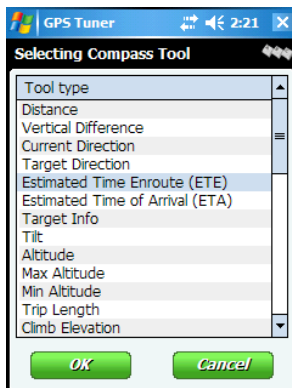 GPS Tuner 2:21
Selecting Compass Tool
Tool type
Distance
Vertical Difference
Current Direction
Target Direction
Estimated Time Enroute (ETE)
Estimated Time of Arrival (ETA)
Target Info
Tilt
Altitude
Max Altitude
Min Altitude
Trip Length
Climb Elevation
OK Cancel